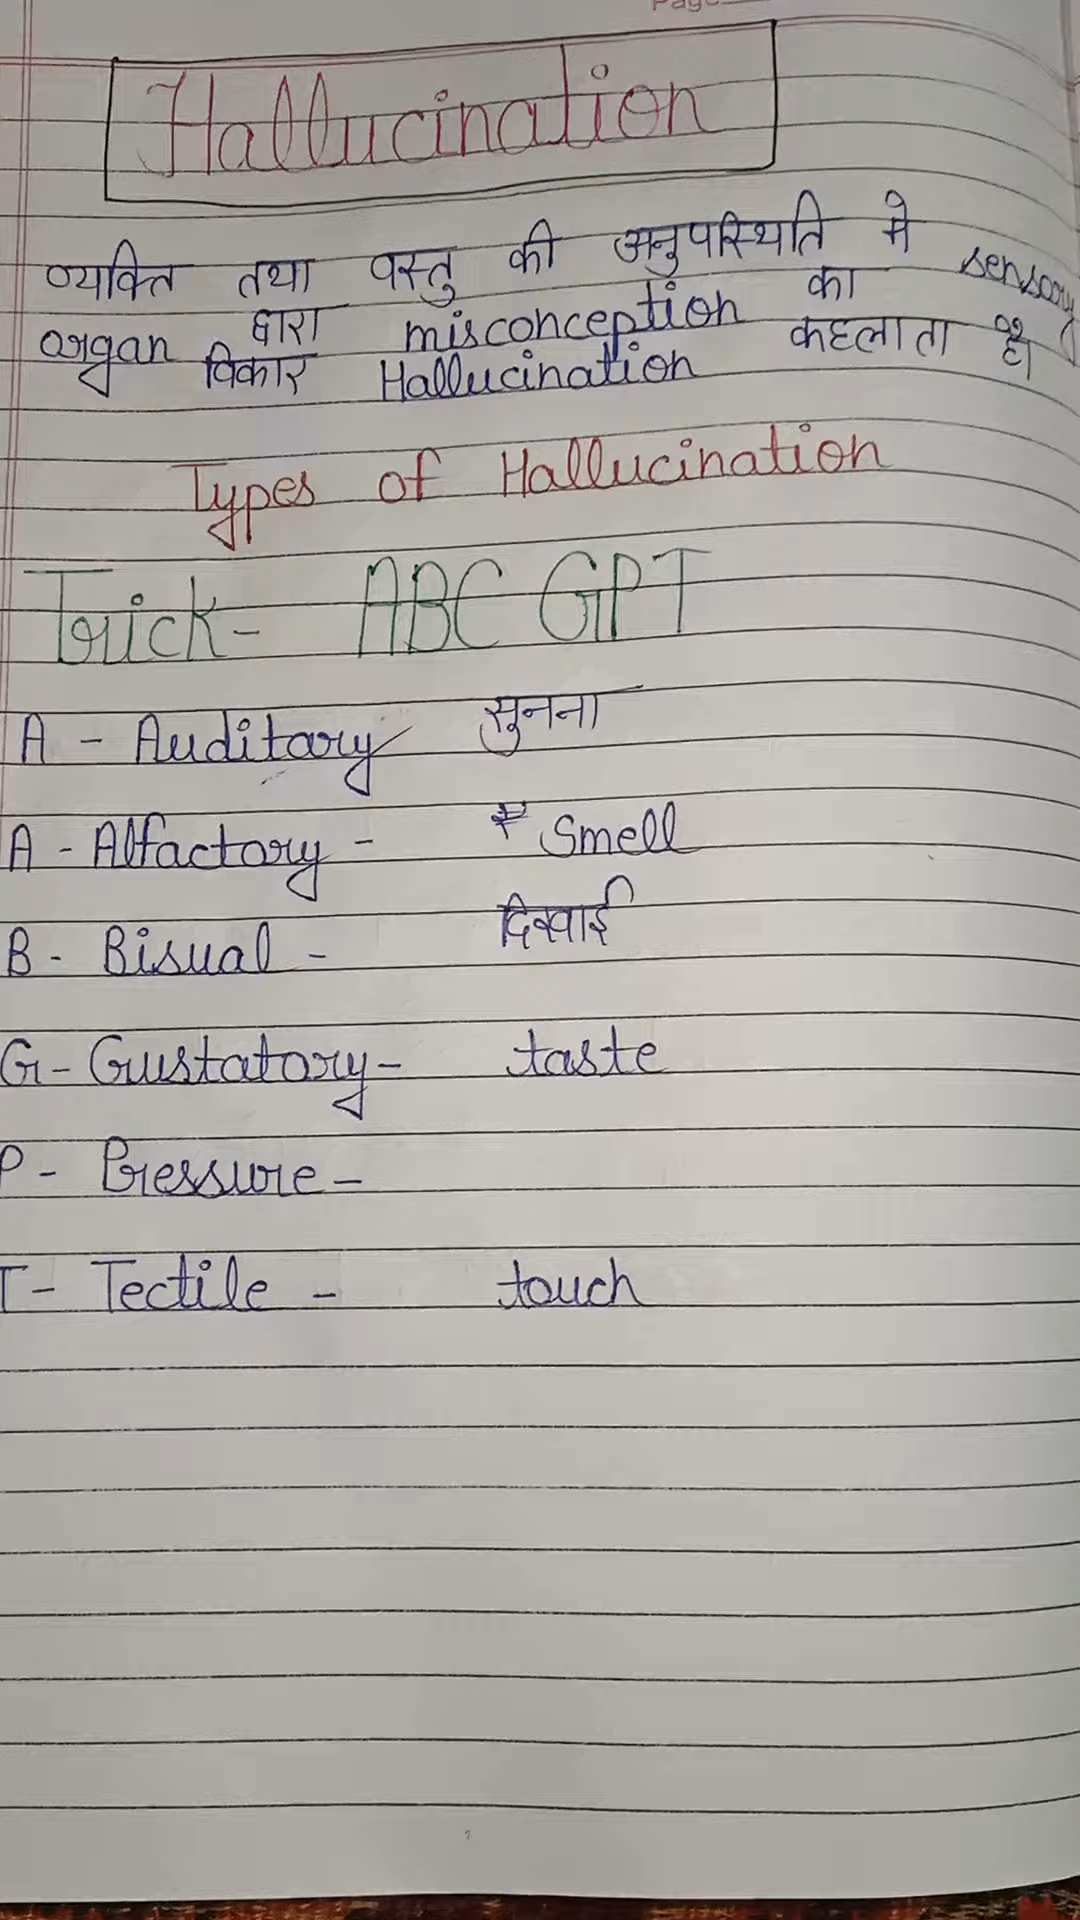 Page
Hallucination
व्यक्ति तथा वस्तु की अनुपस्थिति मे sensory
organ द्वारा misconception का
विकार Hallucination कहलाता है।
Types of Hallucination
Trick- ABC GPT
A - Auditary सुनना
A - Alfactory - Smell
B - Bisual - दिखाई
G - Gustatory - taste
P - Pressure -
T - Tectile - touch